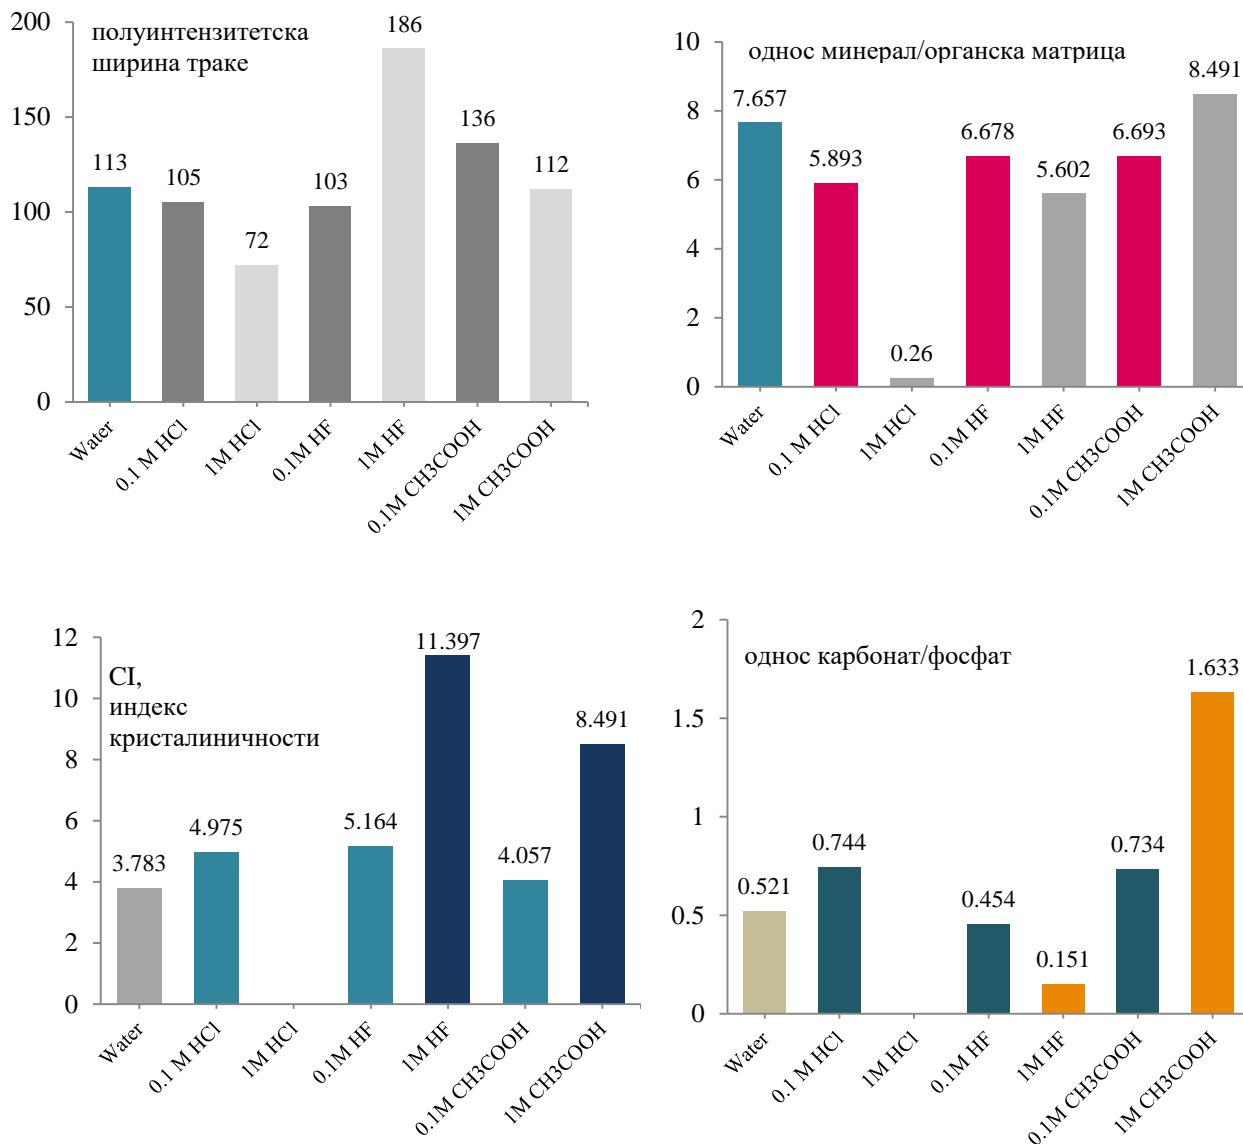 полуинтензитетска
ширина траке
200
150
100
50
0
113
105
72
103
186
136
112
Water
0.1 M HCl
1M HCl
0.1M HF
1M HF
0.1M CH3COOH
1M CH3COOH
однос минерал/органска матрица
10
8
6
4
2
0
7.657
5.893
0.26
6.678
5.602
6.693
8.491
Water
0.1 M HCl
1M HCl
0.1M HF
1M HF
0.1M CH3COOH
1M CH3COOH
CI,
индекс
кристалиничности
12
10
8
6
4
2
0
3.783
4.975
5.164
11.397
4.057
8.491
Water
0.1 M HCl
1M HCl
0.1M HF
1M HF
0.1M CH3COOH
1M CH3COOH
однос карбонат/фосфат
2
1.5
1
0.5
0
0.521
0.744
0.454
0.151
0.734
1.633
Water
0.1 M HCl
1M HCl
0.1M HF
1M HF
0.1M CH3COOH
1M CH3COOH